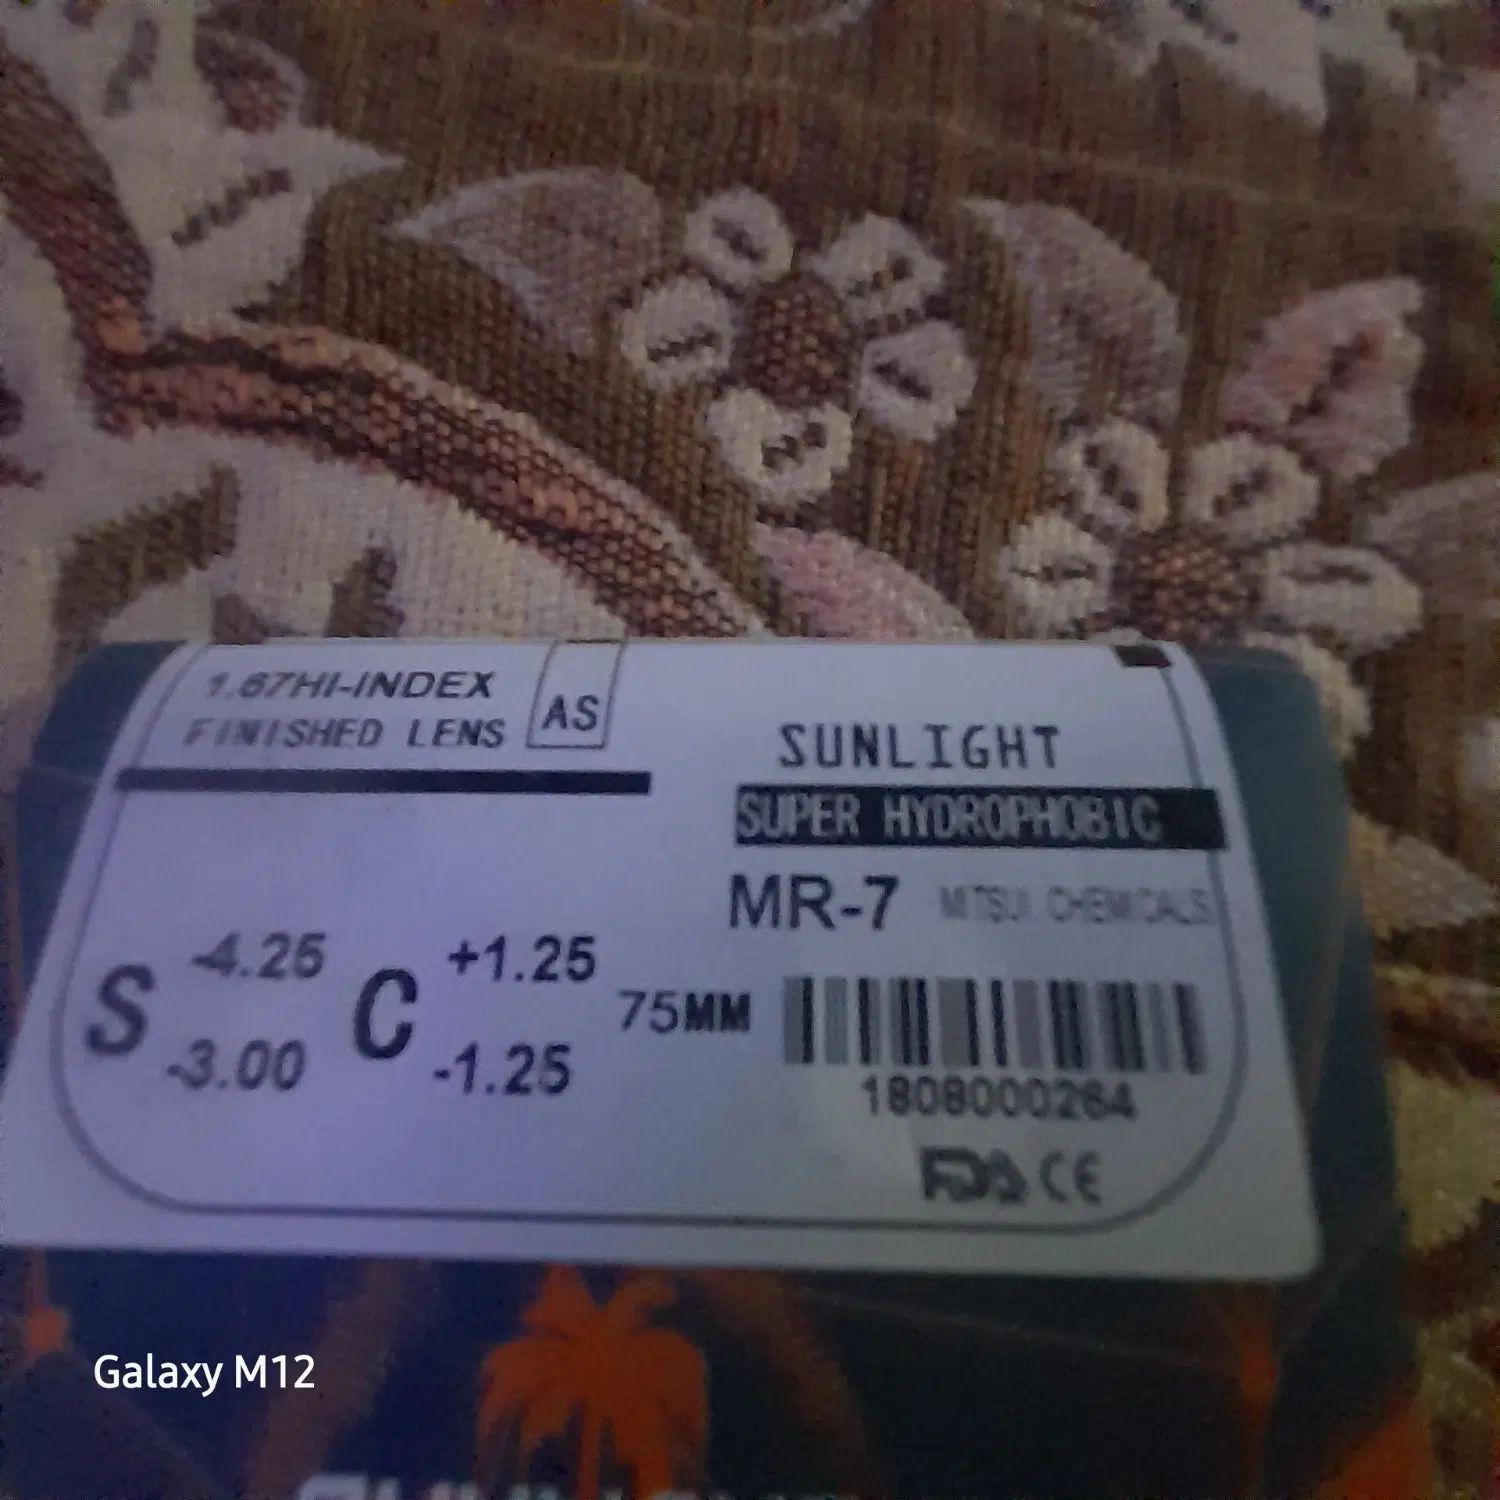 1.67HI-INDEX
FINISHED LENS
AS
SUNLIGHT
SUPER HYDROPHOBIC
MR-7 MITSUI CHEMICALS
S -4.25 C +1.25 75MM
-3.00 -1.25
1808000264
FDA CE
Galaxy M12